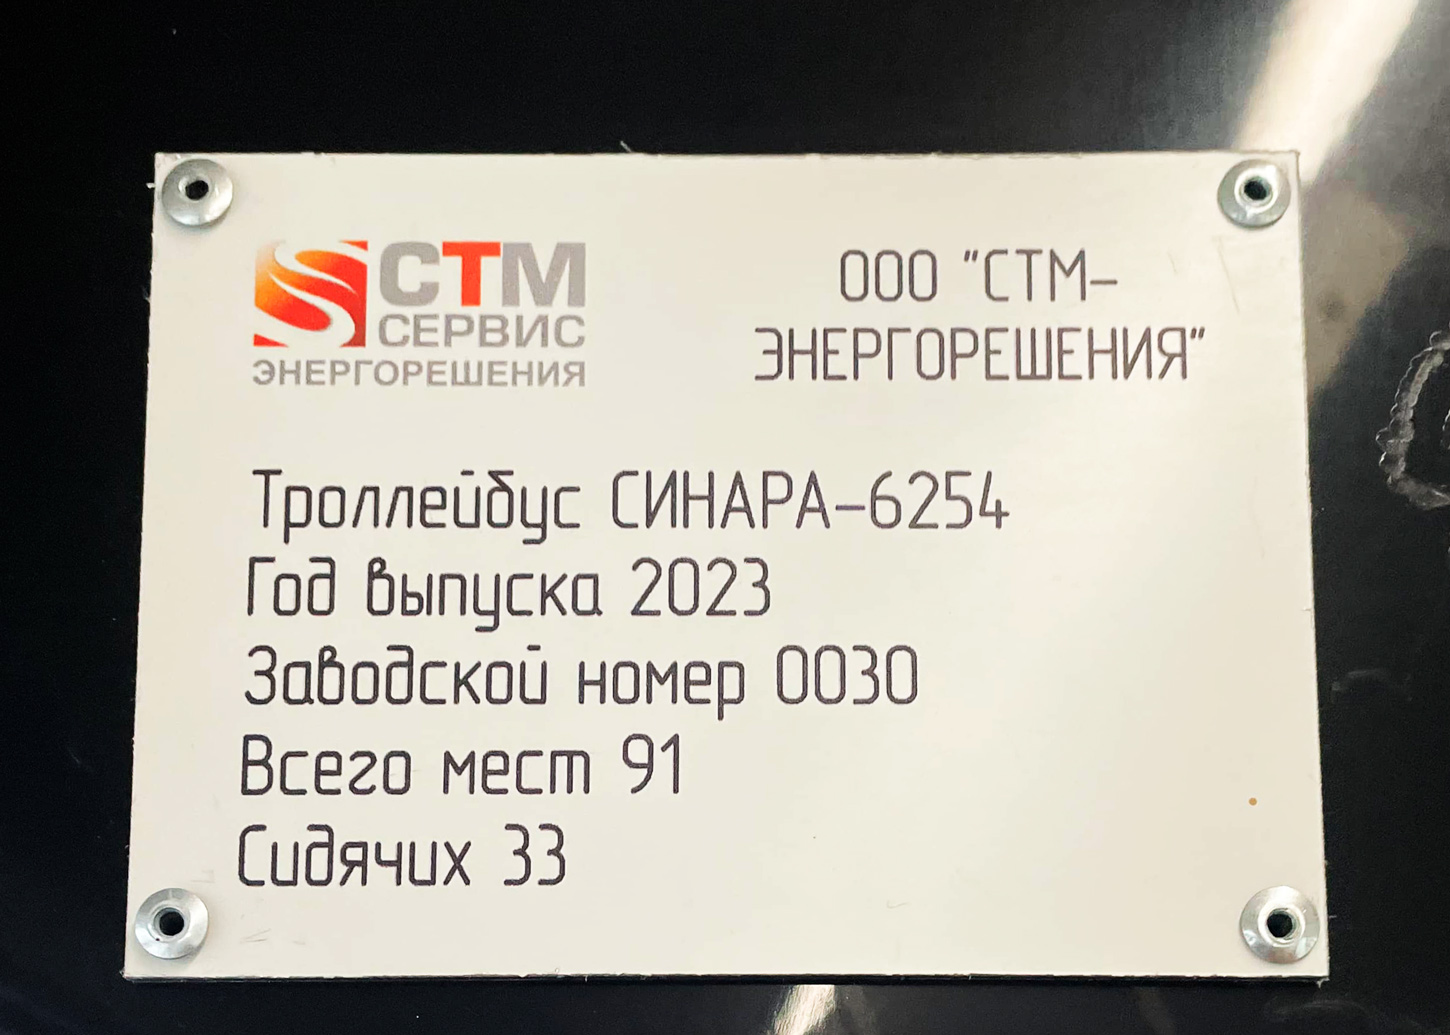 СТМ
СЕРВИС
ЭНЕРГОРЕШЕНИЯ
ООО "СТМ-
ЭНЕРГОРЕШЕНИЯ"
Троллейбус СИНАРА-6254
Год выпуска 2023
Заводской номер 0030
Всего мест 91
Сидячих 33